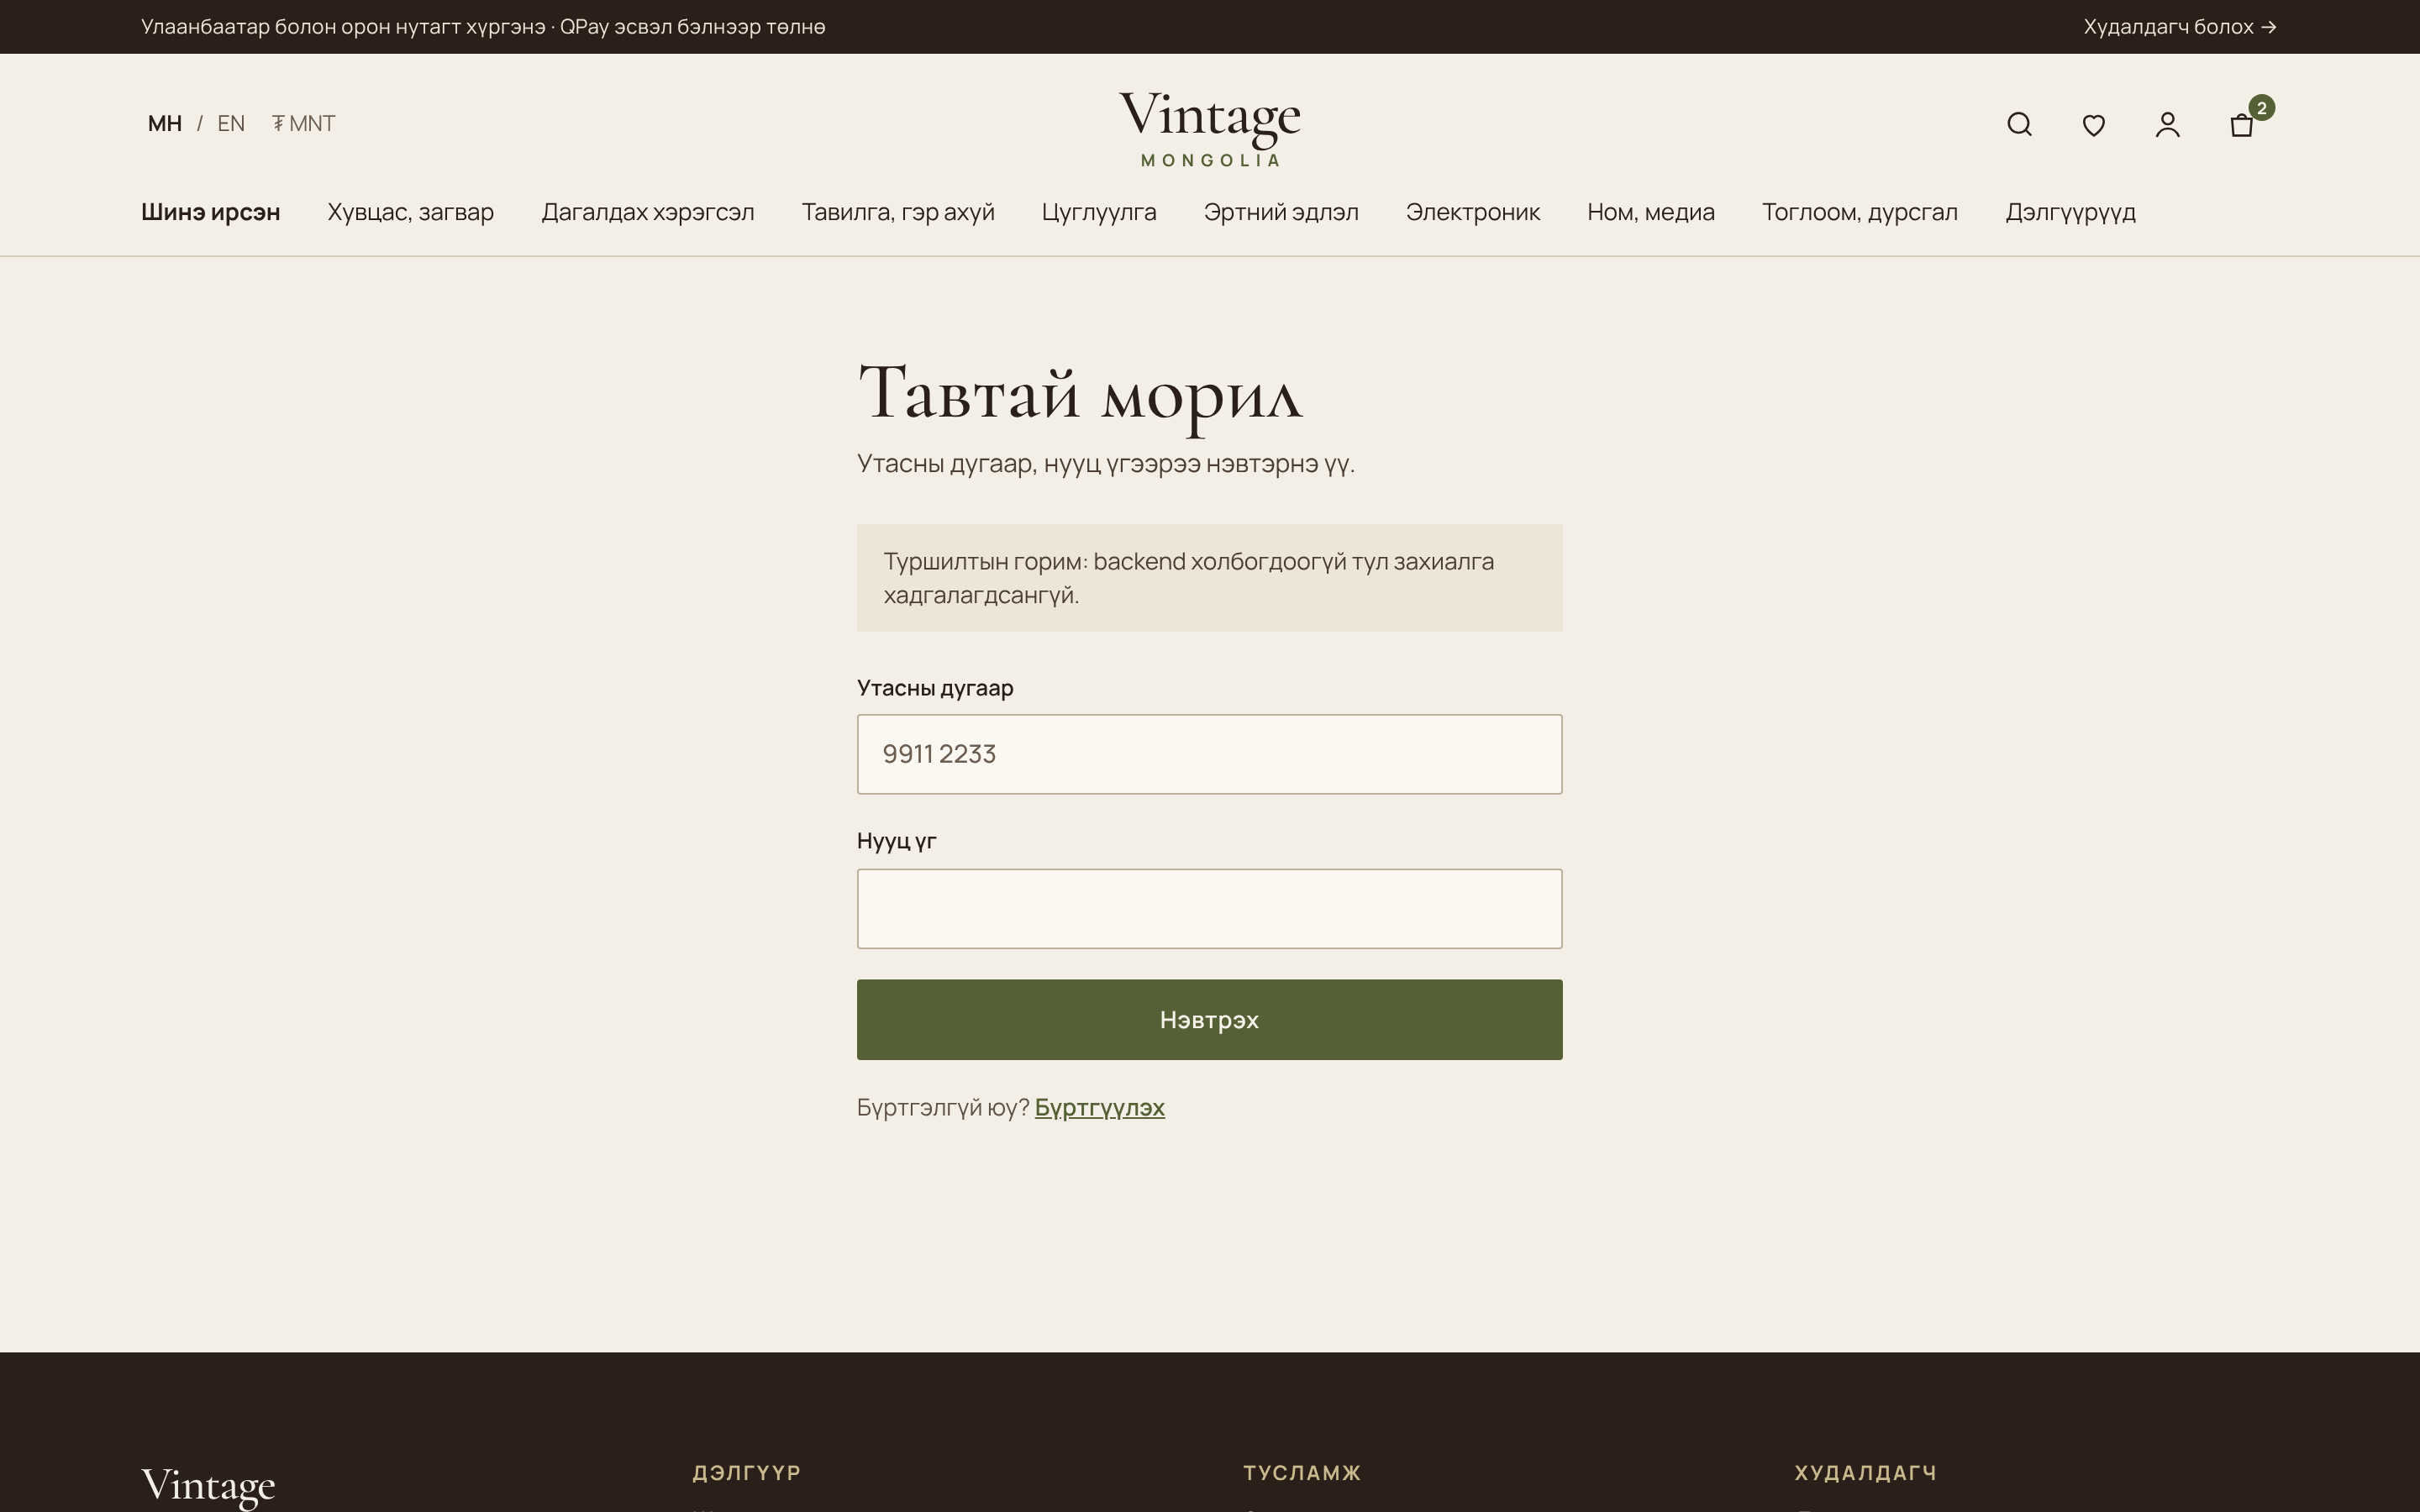 Улаанбаатар болон орон нутагт хүргэнэ · QPay эсвэл бэлнээр төлнө
Худалдагч болох →
МН / EN ₮ MNT
Vintage
MONGOLIA
2
Шинэ ирсэн Хувцас, загвар Дагалдах хэрэгсэл Тавилга, гэр ахуй Цуглуулга Эртний эдлэл Электроник Ном, медиа Тоглоом, дурсгал Дэлгүүрүүд
Тавтай морил
Утасны дугаар, нууц үгээрээ нэвтэрнэ үү.
Туршилтын горим: backend холбогдоогүй тул захиалга
хадгалагдсангүй.
Утасны дугаар
9911 2233
Нууц үг
Нэвтрэх
Бүртгэлгүй юу? Бүртгүүлэх
Vintage
ДЭЛГҮҮР
ТУСЛАМЖ
ХУДАЛДАГЧ